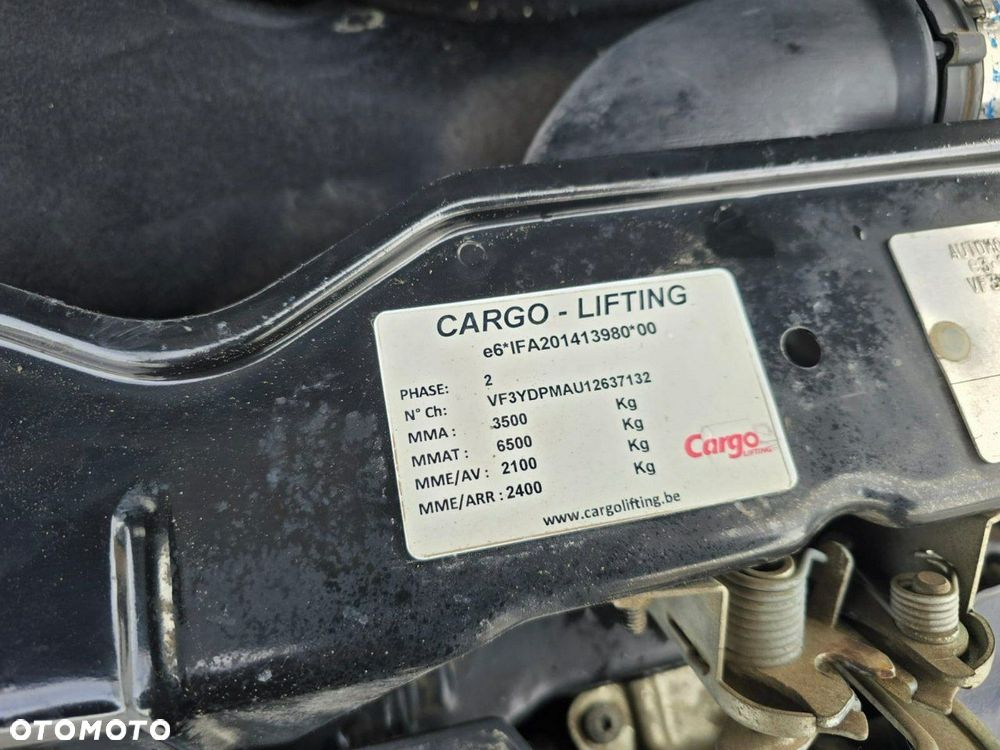 CARGO - LIFTING
e6*IFA201413980*00
PHASE: 2
N° Ch: VF3YDPMAU12637132
MMA : 3500 Kg
MMAT : 6500 Kg
MME/AV : 2100 Kg
MME/ARR : 2400 Kg
Cargo
LIFTING
www.cargolifting.be
OTOMOTO